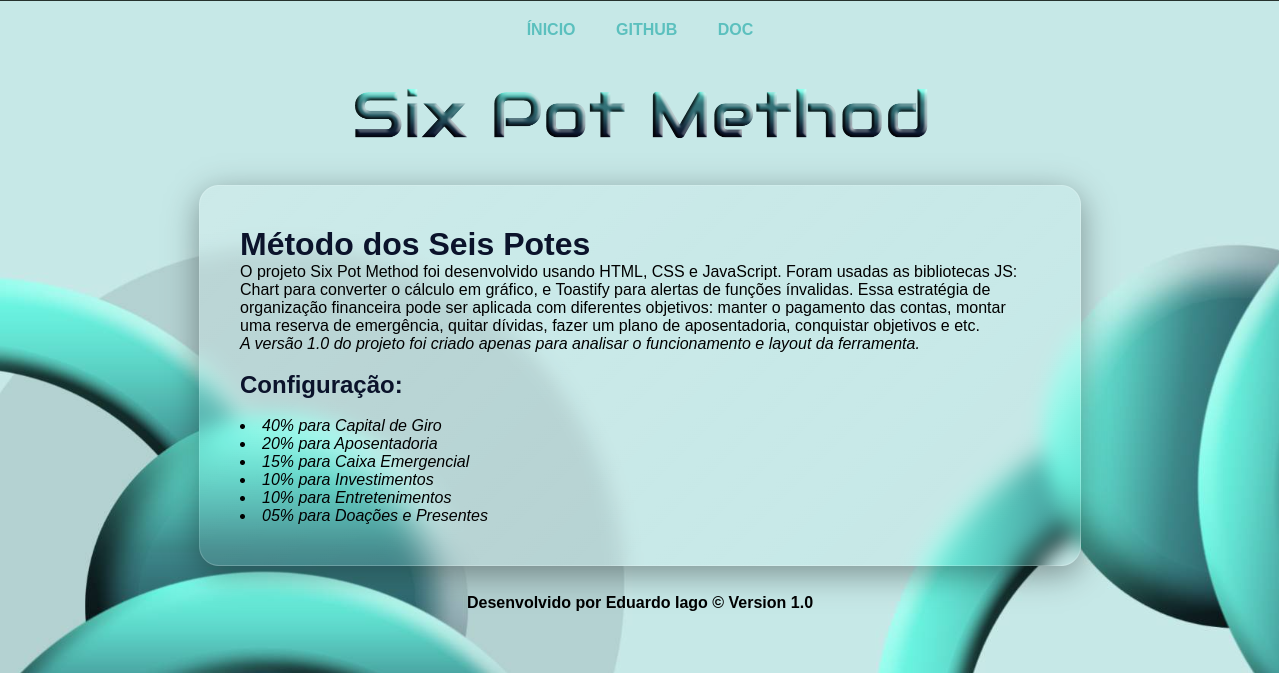 ÍNICIO GITHUB DOC
Six Pot Method
Método dos Seis Potes
O projeto Six Pot Method foi desenvolvido usando HTML, CSS e JavaScript. Foram usadas as bibliotecas JS:
Chart para converter o cálculo em gráfico, e Toastify para alertas de funções ínvalidas. Essa estratégia de
organização financeira pode ser aplicada com diferentes objetivos: manter o pagamento das contas, montar
uma reserva de emergência, quitar dívidas, fazer um plano de aposentadoria, conquistar objetivos e etc.
A versão 1.0 do projeto foi criado apenas para analisar o funcionamento e layout da ferramenta.
Configuração:
• 40% para Capital de Giro
• 20% para Aposentadoria
• 15% para Caixa Emergencial
• 10% para Investimentos
• 10% para Entretenimentos
• 05% para Doações e Presentes
Desenvolvido por Eduardo Iago © Version 1.0